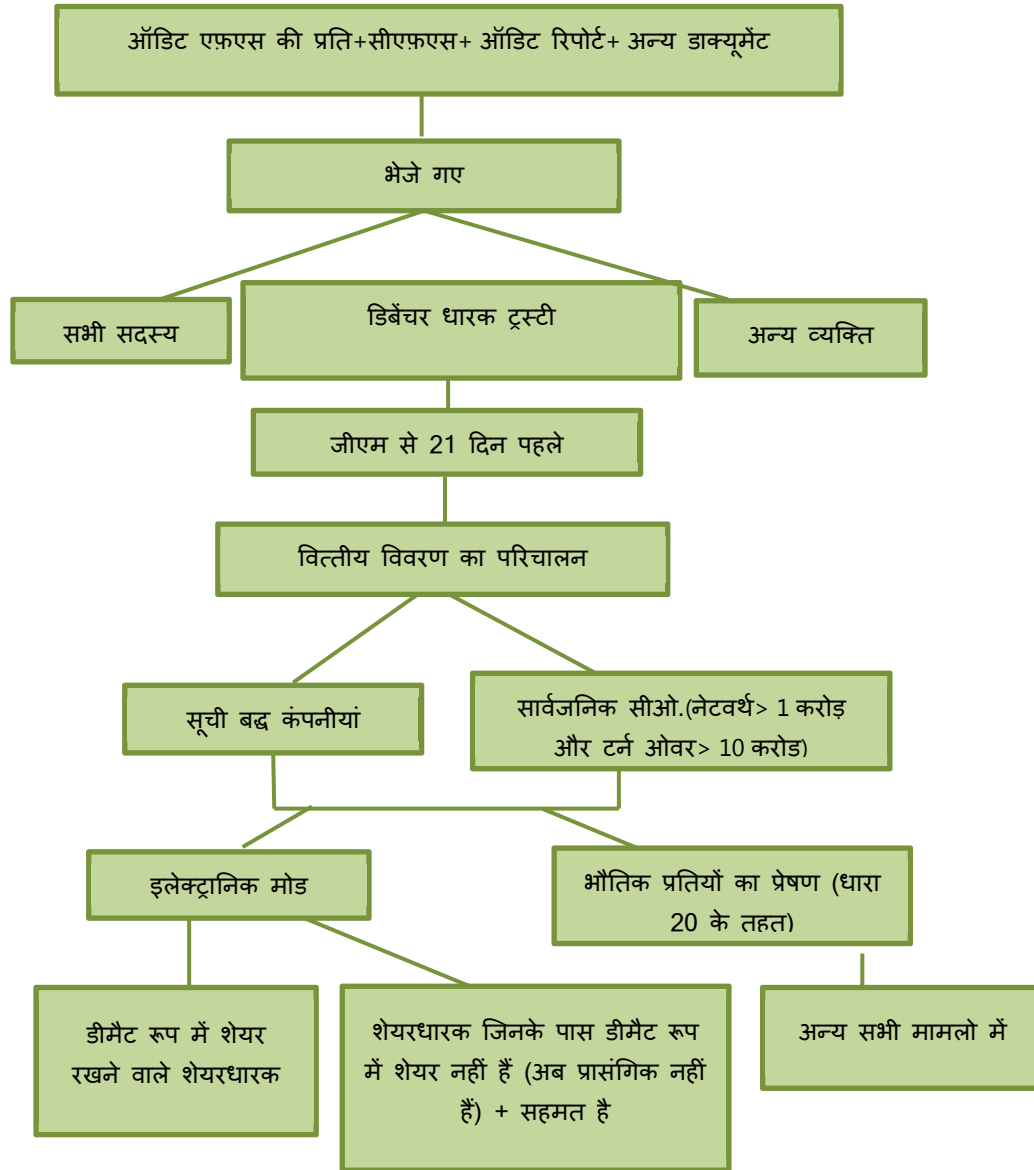 ऑडिट एफ़एस की प्रति+सीएफ़एस+ ऑडिट रिपोर्ट+ अन्य डाक्यूमेंट
भेजे गए
सभी सदस्य
डिबेंचर धारक ट्रस्टी
अन्य व्यक्ति
जीएम से 21 दिन पहले
वित्तीय विवरण का परिचालन
सूची बद्ध कंपनीयां
सार्वजनिक सीओ.(नेटवर्थ> 1 करोड़
और टर्न ओवर> 10 करोड)
इलेक्ट्रानिक मोड
भौतिक प्रतियों का प्रेषण (धारा
20 के तहत)
डीमैट रूप में शेयर
रखने वाले शेयरधारक
शेयरधारक जिनके पास डीमैट रूप
में शेयर नहीं हैं (अब प्रासंगिक नहीं
हैं) + सहमत है
अन्य सभी मामलो में